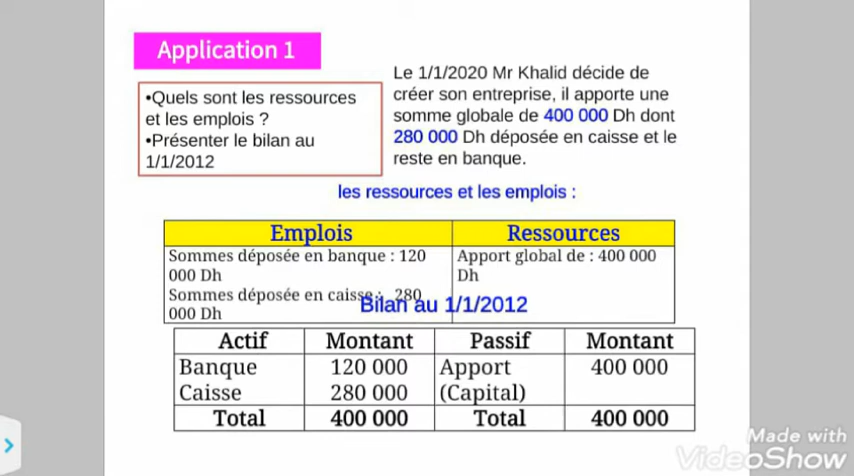 Application 1
•Quels sont les ressources
et les emplois ?
•Présenter le bilan au
1/1/2012
Le 1/1/2020 Mr Khalid décide de
créer son entreprise, il apporte une
somme globale de 400 000 Dh dont
280 000 Dh déposée en caisse et le
reste en banque.
les ressources et les emplois :
Emplois Ressources
Sommes déposée en banque : 120 Apport global de : 400 000
000 Dh Dh
Sommes déposée en caisse : 280
000 Dh
Bilan au 1/1/2012
Actif Montant Passif Montant
Banque 120 000 Apport 400 000
Caisse 280 000 (Capital)
Total 400 000 Total 400 000
Made with
VideoShow